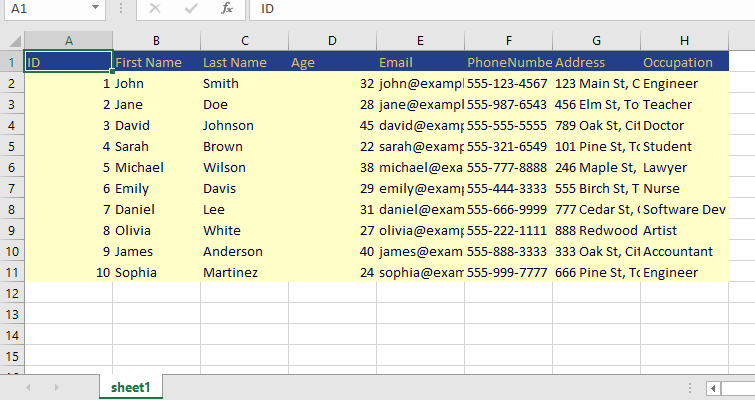 A1 fx ID
A B C D E F G H
1 ID First Name Last Name Age Email PhoneNumbe Address Occupation
2 1 John Smith 32 john@exampl 555-123-4567 123 Main St, C Engineer
3 2 Jane Doe 28 jane@exampl 555-987-6543 456 Elm St, To Teacher
4 3 David Johnson 45 david@examp 555-555-5555 789 Oak St, Cit Doctor
5 4 Sarah Brown 22 sarah@examp 555-321-6549 101 Pine St, To Student
6 5 Michael Wilson 38 michael@exa 555-777-8888 246 Maple St, Lawyer
7 6 Emily Davis 29 emily@examp 555-444-3333 555 Birch St, T Nurse
8 7 Daniel Lee 31 daniel@exam 555-666-9999 777 Cedar St, Software Dev
9 8 Olivia White 27 olivia@examp 555-222-1111 888 Redwood Artist
10 9 James Anderson 40 james@exam 555-888-3333 333 Oak St, Cit Accountant
11 10 Sophia Martinez 24 sophia@exam 555-999-7777 666 Pine St, To Engineer
12
13
14
15
sheet1